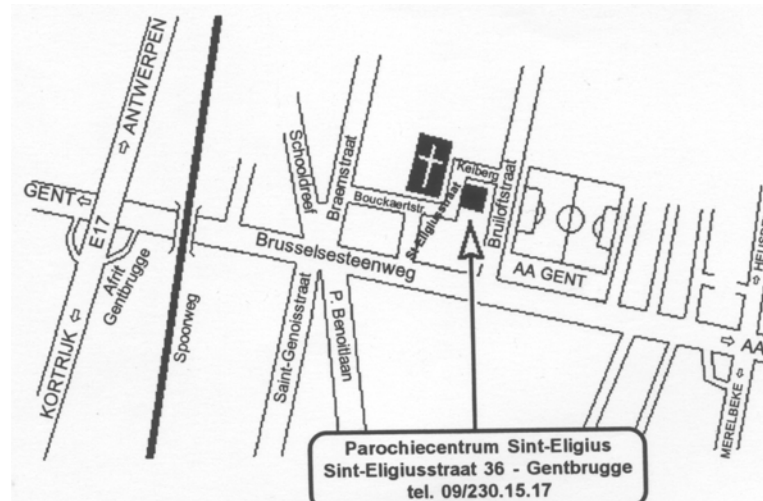 ANTWERPEN
GENT
E17
Afrit
Gentbrugge
KORTRIJK
Spoorweg
Schooldreef
Braemstraat
Bouckaertstr.
St-Eligiusstraat
Keiberg
Bruiloftstraat
Brusselsesteenweg
AA GENT
Saint-Genoisstraat
P. Benoitlaan
MERELBEKE
AA
Parochiecentrum Sint-Eligius
Sint-Eligiusstraat 36 - Gentbrugge
tel. 09/230.15.17